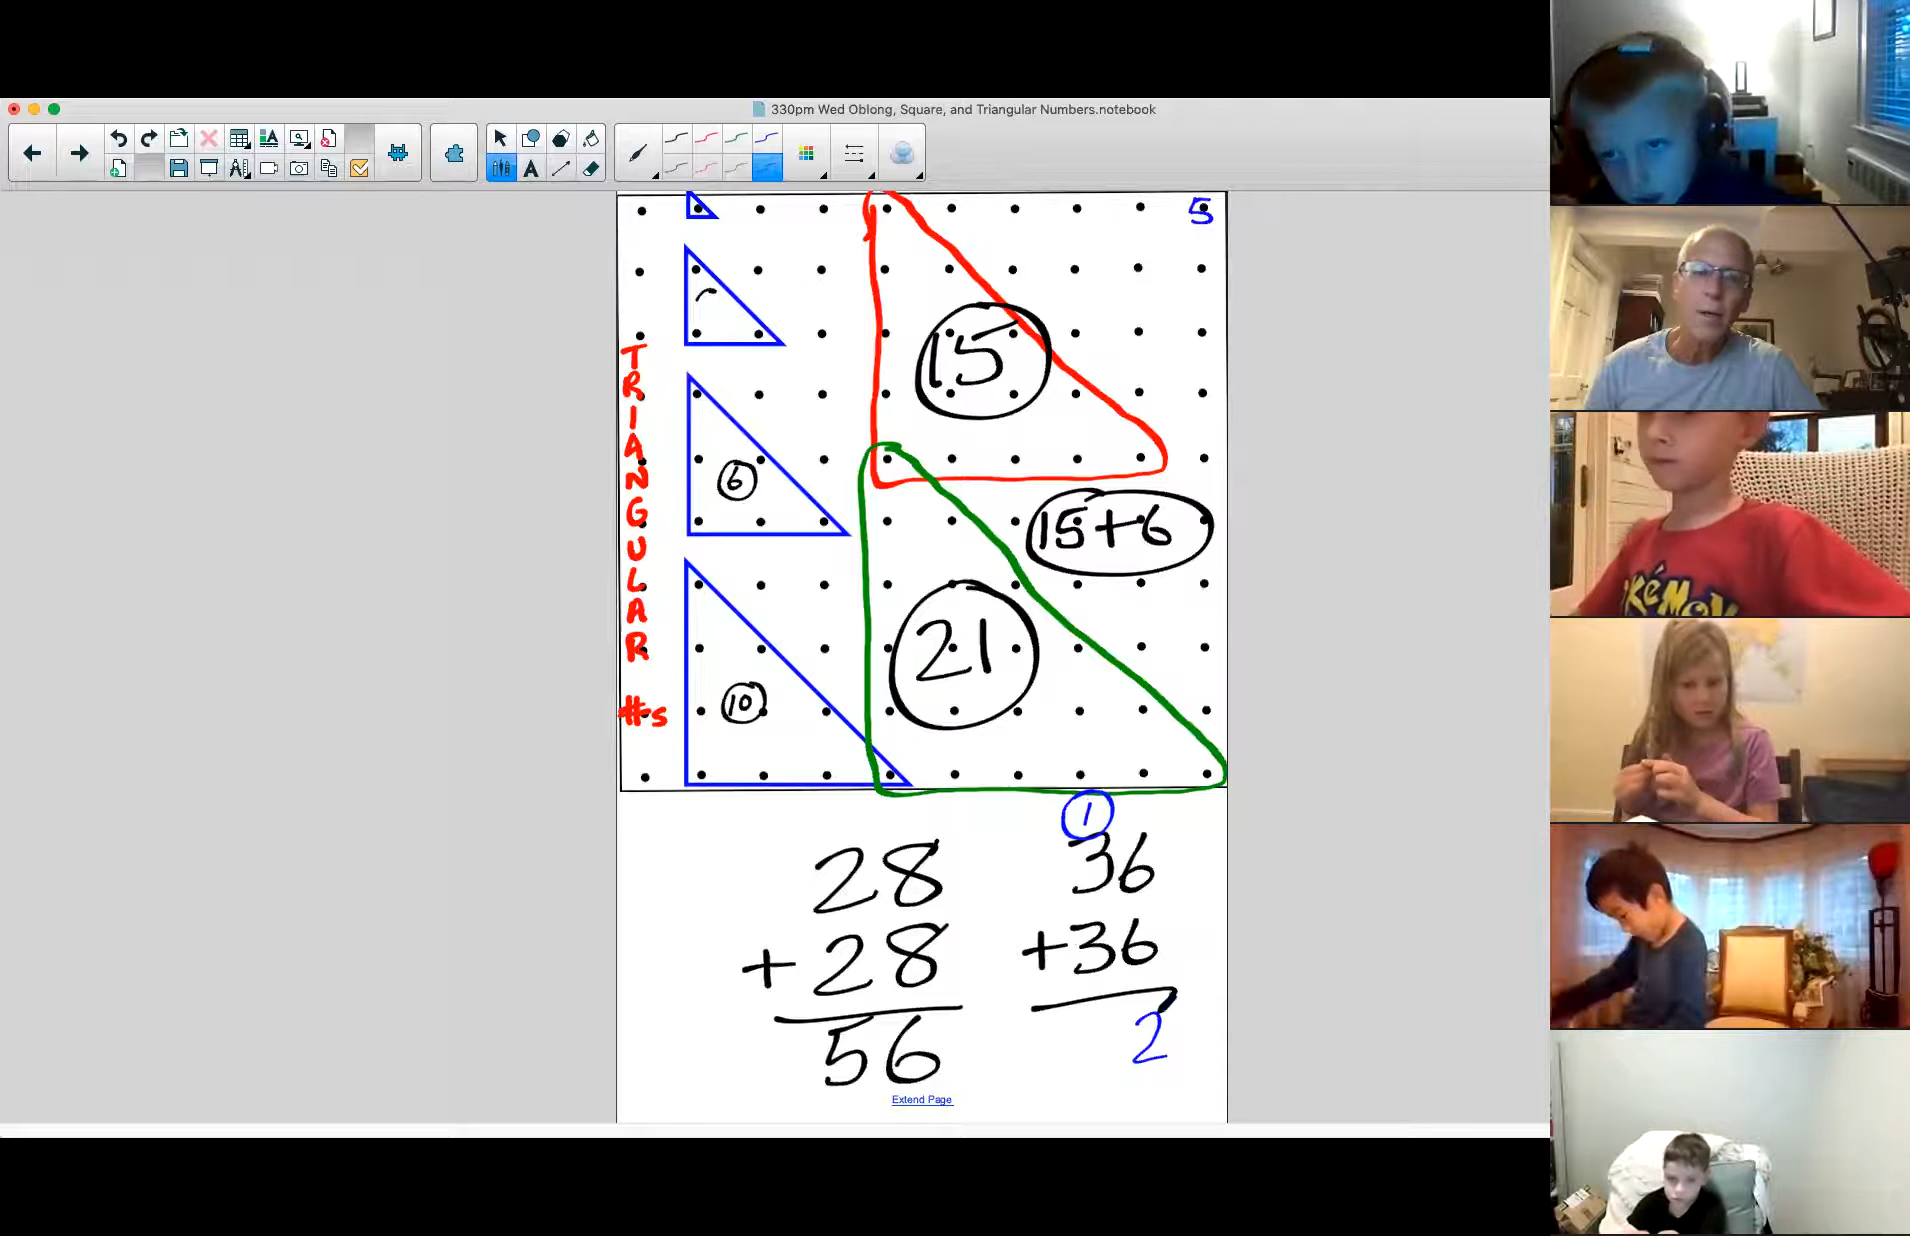 330pm Wed Oblong, Square, and Triangular Numbers.notebook
5
15
TRIANGULAR
#s
6
15+6
21
10
1
28
+28
56
36
+36
2
Extend Page
POKéMON